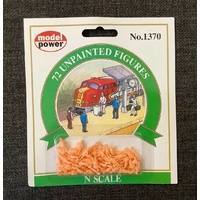 model
power
No.1370
72 UNPAINTED FIGURES
N SCALE